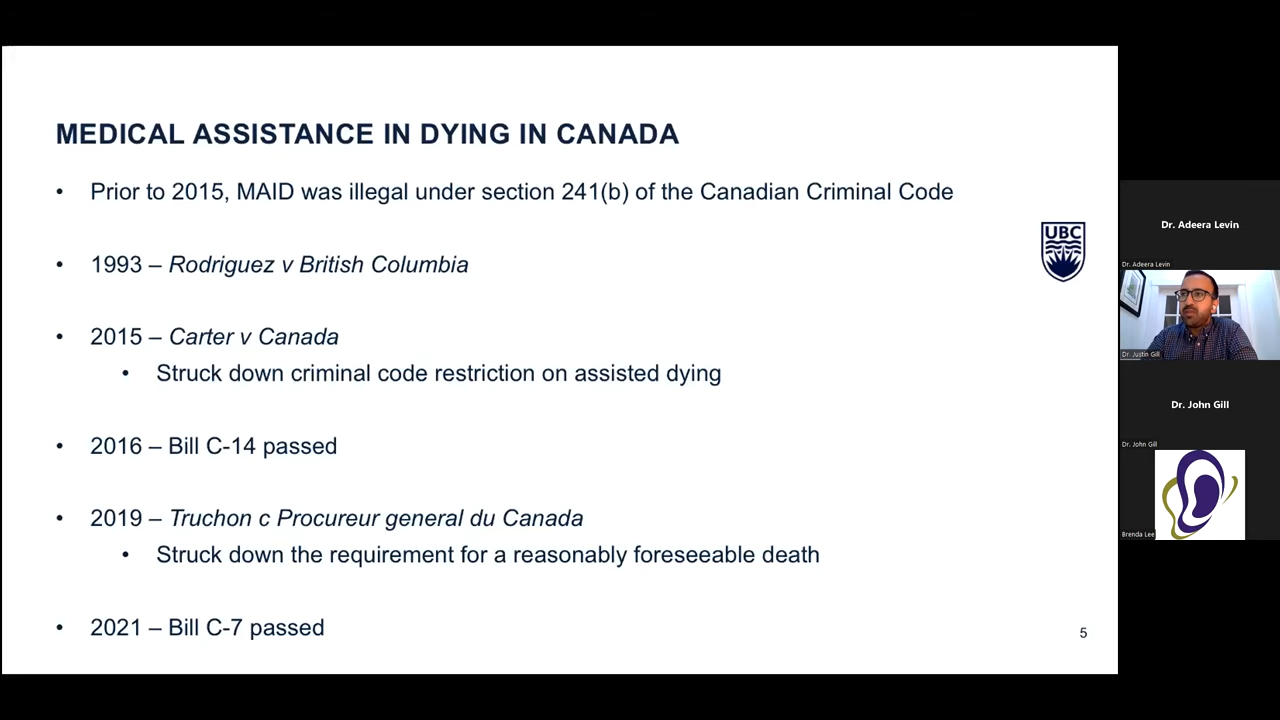 MEDICAL ASSISTANCE IN DYING IN CANADA
• Prior to 2015, MAID was illegal under section 241(b) of the Canadian Criminal Code
• 1993 – Rodriguez v British Columbia
• 2015 – Carter v Canada
• Struck down criminal code restriction on assisted dying
• 2016 – Bill C-14 passed
• 2019 – Truchon c Procureur general du Canada
• Struck down the requirement for a reasonably foreseeable death
• 2021 – Bill C-7 passed
5
UBC
Dr. Adeera Levin
Dr. Adeera Levin
Dr. Justin Gill
Dr. John Gill
Dr. John Gill
Brenda Lee